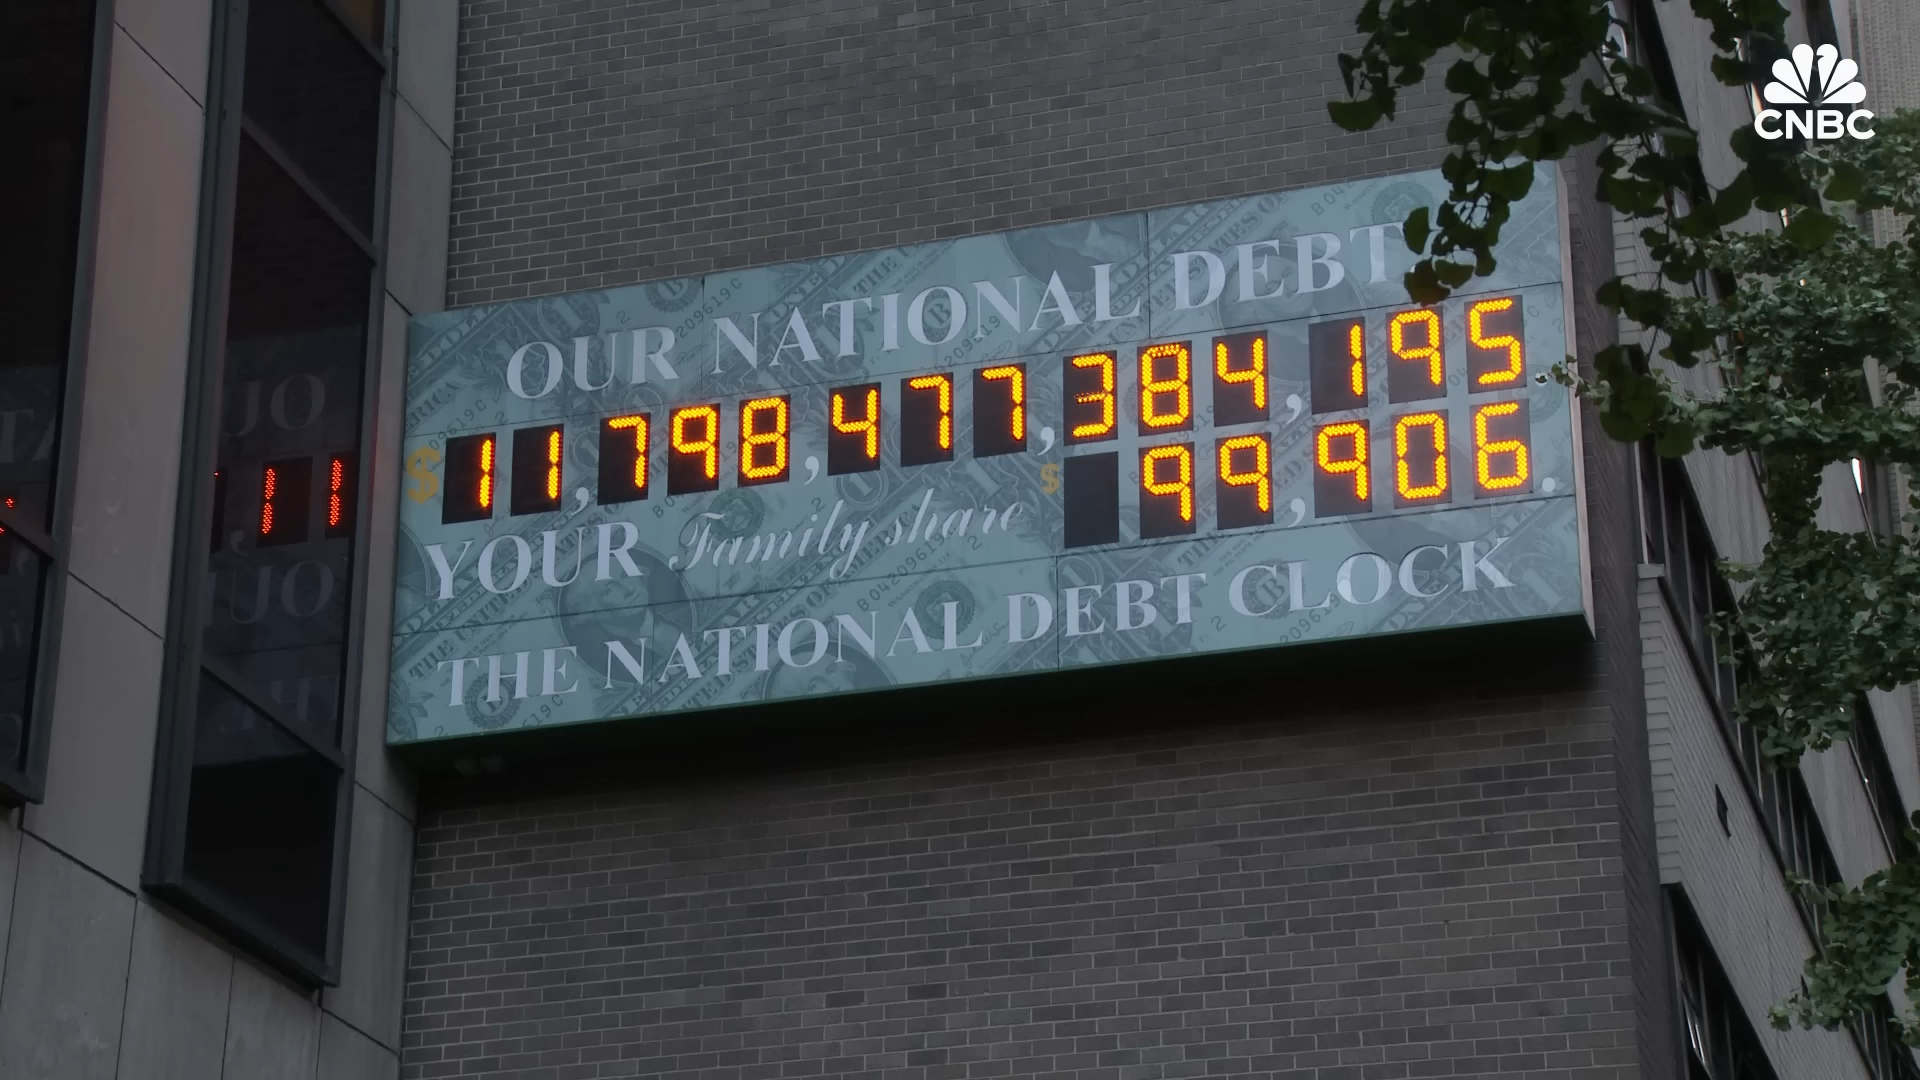 CNBC
OUR NATIONAL DEBT
$11,798,477,384,195
YOUR Family share $99,906.
THE NATIONAL DEBT CLOCK